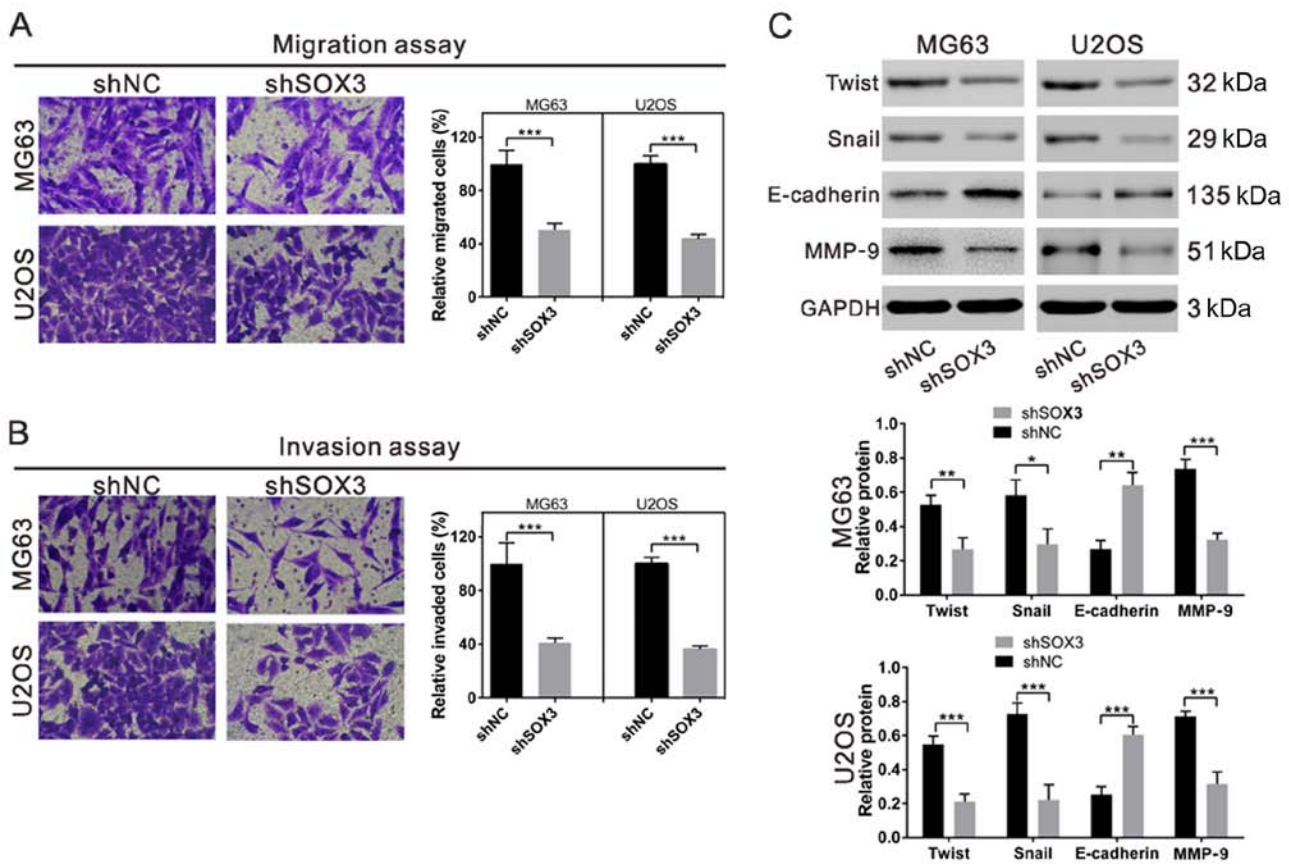 A
Migration assay
shNC shSOX3
MG63
U2OS
Relative migrated cells (%)
MG63 U2OS
120
80
40
0
*** ***
shNC shSOX3 shNC shSOX3
B
Invasion assay
shNC shSOX3
MG63
U2OS
Relative invaded cells (%)
MG63 U2OS
120
80
40
0
*** ***
shNC shSOX3 shNC shSOX3
C
MG63 U2OS
Twist 32 kDa
Snail 29 kDa
E-cadherin 135 kDa
MMP-9 51 kDa
GAPDH 3 kDa
shNC shSOX3 shNC shSOX3
shSOX3
shNC
MG63
Relative protein
1.0
0.8
0.6
0.4
0.2
0.0
** * ** ***
Twist Snail E-cadherin MMP-9
shSOX3
shNC
U2OS
Relative protein
1.0
0.8
0.6
0.4
0.2
0.0
*** *** *** ***
Twist Snail E-cadherin MMP-9